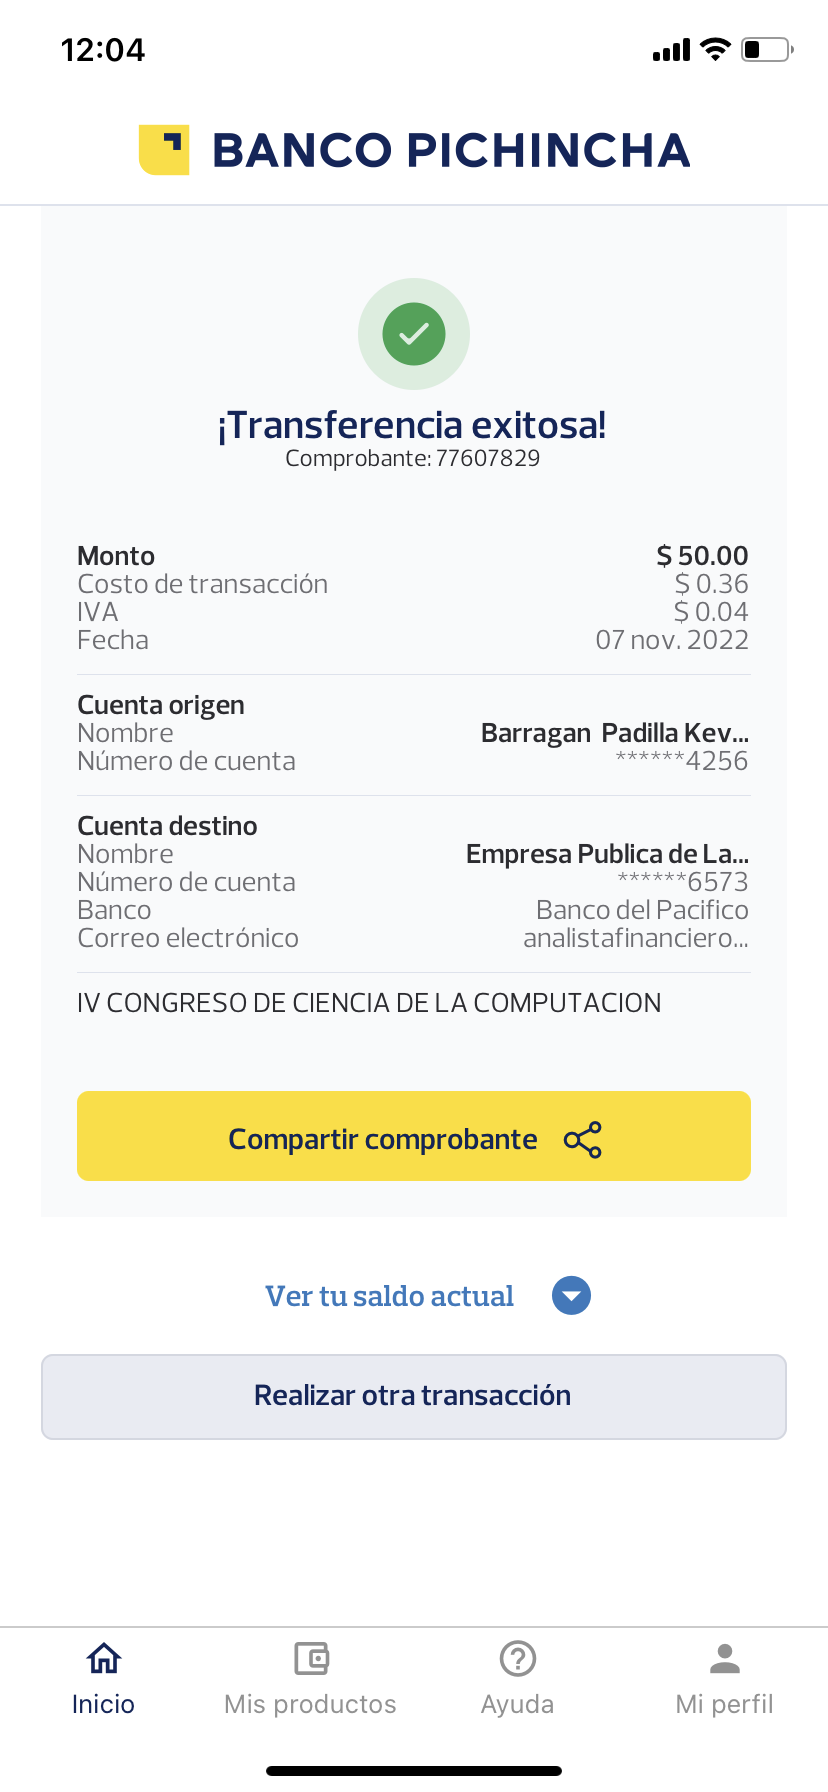 12:04
BANCO PICHINCHA
¡Transferencia exitosa!
Comprobante: 77607829
Monto $ 50.00
Costo de transacción $ 0.36
IVA $ 0.04
Fecha 07 nov. 2022
Cuenta origen
Nombre Barragan  Padilla Kev...
Número de cuenta ******4256
Cuenta destino
Nombre Empresa Publica de La...
Número de cuenta ******6573
Banco Banco del Pacifico
Correo electrónico analistafinanciero...
IV CONGRESO DE CIENCIA DE LA COMPUTACION
Compartir comprobante
Ver tu saldo actual
Realizar otra transacción
Inicio Mis productos Ayuda Mi perfil